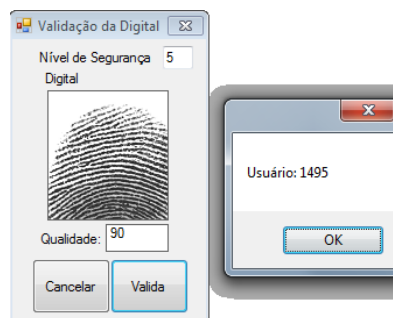 Validação da Digital
Nível de Segurança 5
Digital
Qualidade: 90
Cancelar Valida
Usuário: 1495
OK